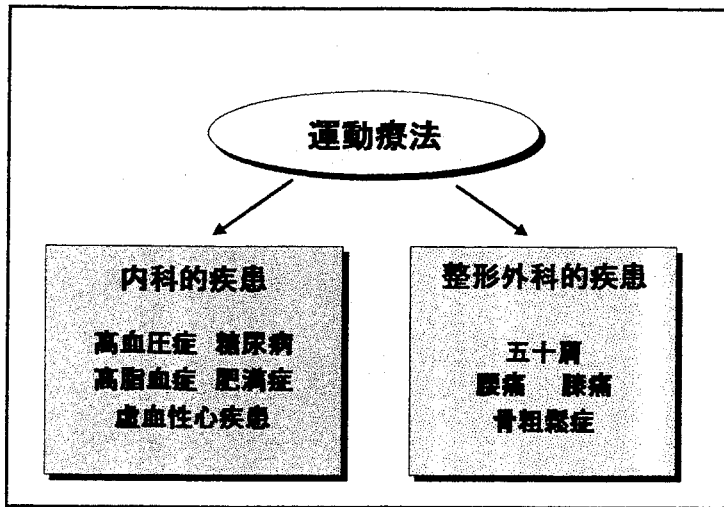 運動療法
内科的疾患
高血圧症 糖尿病
高脂血症 肥満症
虚血性心疾患
整形外科的疾患
五十肩
腰痛 膝痛
骨粗鬆症